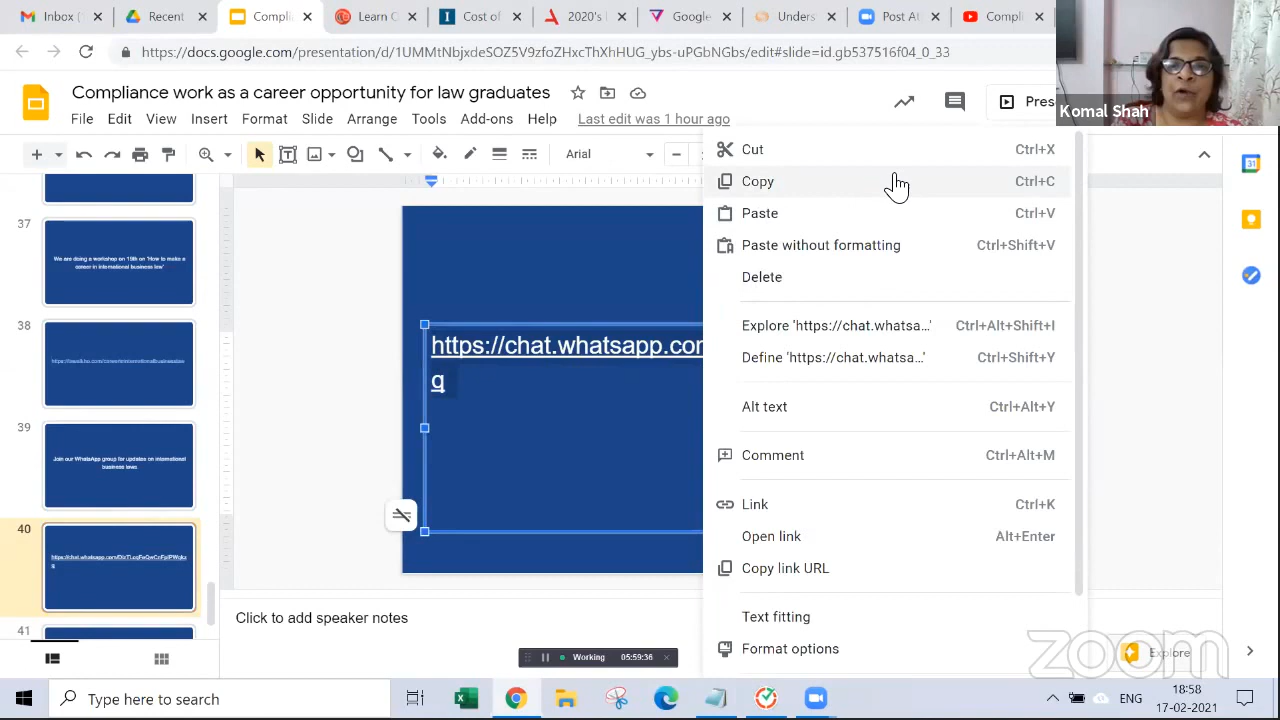 Compl
Learn C
Cost o
2020's
Google
Unders
Post At
Compli
https://docs.google.com/presentation/d/1UMMtNbjxdeSOZ5V9zfoZHxcThXhHUG_ybs-uPGbNGbs/edit#slide=id.gb537516f04_0_33
Compliance work as a career opportunity for law graduates
Pres
Komal Shah
File Edit View Insert Format Slide A Tools Add-ons Help Last edit was 1 hour ago
Arial
Cut Ctrl+X
Copy Ctrl+C
Paste Ctrl+V
Paste without formatting Ctrl+Shift+V
Delete
Explore 'https://chat.whatsa...' Ctrl+Alt+Shift+I
Define 'https://chat.whatsa...' Ctrl+Shift+Y
Alt text Ctrl+Alt+Y
Comment Ctrl+Alt+M
Link Ctrl+K
Open link Alt+Enter
Copy link URL
Text fitting
Format options
31
37
We are doing a workshop on 19th on 'How to make a
career in international business law'
38
39
Join our WhatsApp group for updates on international
business laws.
40
41
https://chat.whatsapp.com
g
Click to add speaker notes
Working 05:59:36
zoom
Explore
Type here to search
ENG
18:58
17-02-2021